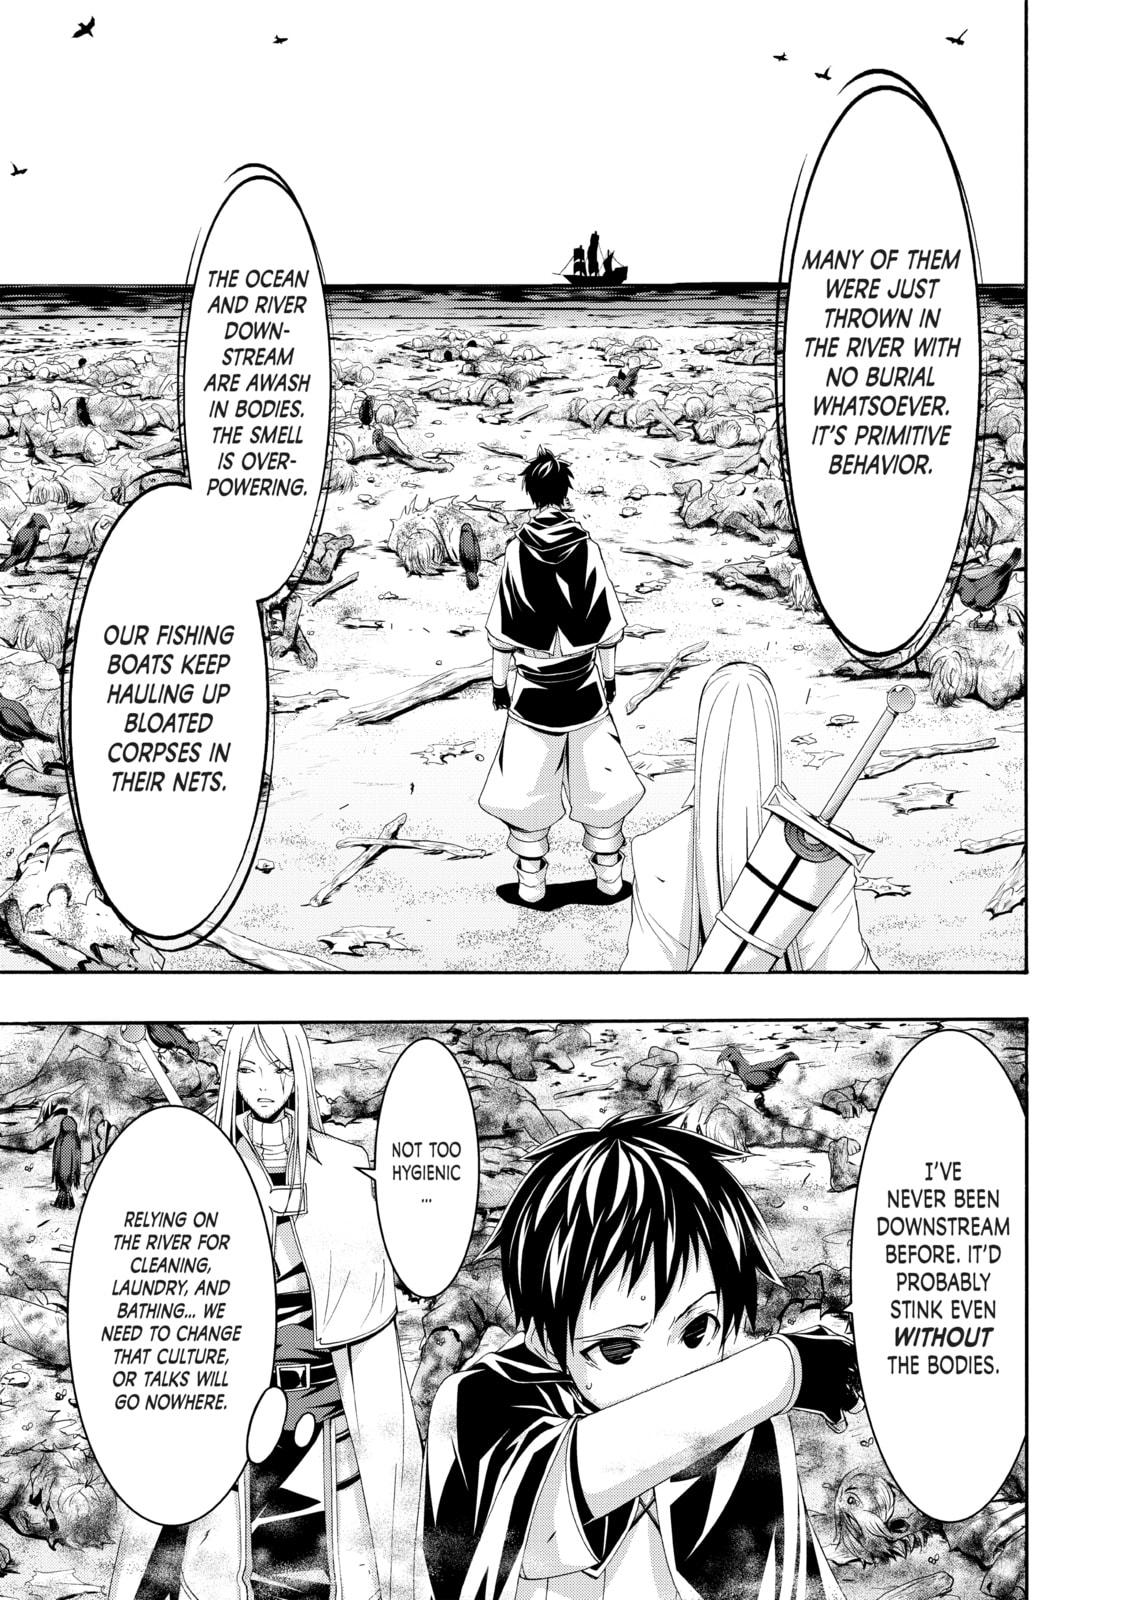 MANY OF THEM
WERE JUST
THROWN IN
THE RIVER WITH
NO BURIAL
WHATSOEVER.
IT'S PRIMITIVE
BEHAVIOR.
THE OCEAN
AND RIVER
DOWN-
STREAM
ARE AWASH
IN BODIES.
THE SMELL
IS OVER-
POWERING.
OUR FISHING
BOATS KEEP
HAULING UP
BLOATED
CORPSES IN
THEIR NETS.
I'VE
NEVER BEEN
DOWNSTREAM
BEFORE. IT'D
PROBABLY
STINK EVEN
WITHOUT
THE BODIES.
NOT TOO
HYGIENIC
...
RELYING ON
THE RIVER FOR
CLEANING,
LAUNDRY, AND
BATHING... WE
NEED TO CHANGE
THAT CULTURE,
OR TALKS WILL
GO NOWHERE.